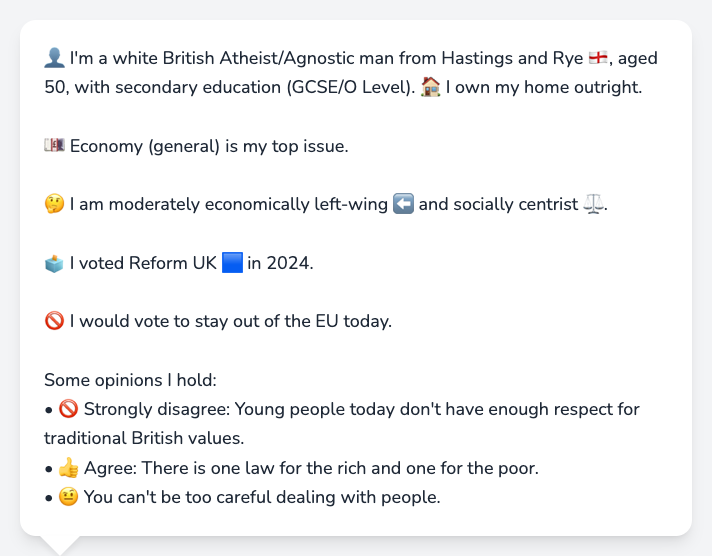 👤 I'm a white British Atheist/Agnostic man from Hastings and Rye 🏴󠁧󠁢󠁥󠁮󠁧󠁿, aged
50, with secondary education (GCSE/O Level). 🏠 I own my home outright.
💷 Economy (general) is my top issue.
🤔 I am moderately economically left-wing ⬅️ and socially centrist ⚖️.
🗳️ I voted Reform UK 🟦 in 2024.
🚫 I would vote to stay out of the EU today.
Some opinions I hold:
• 🚫 Strongly disagree: Young people today don't have enough respect for
traditional British values.
• 👍 Agree: There is one law for the rich and one for the poor.
• 🤨 You can't be too careful dealing with people.